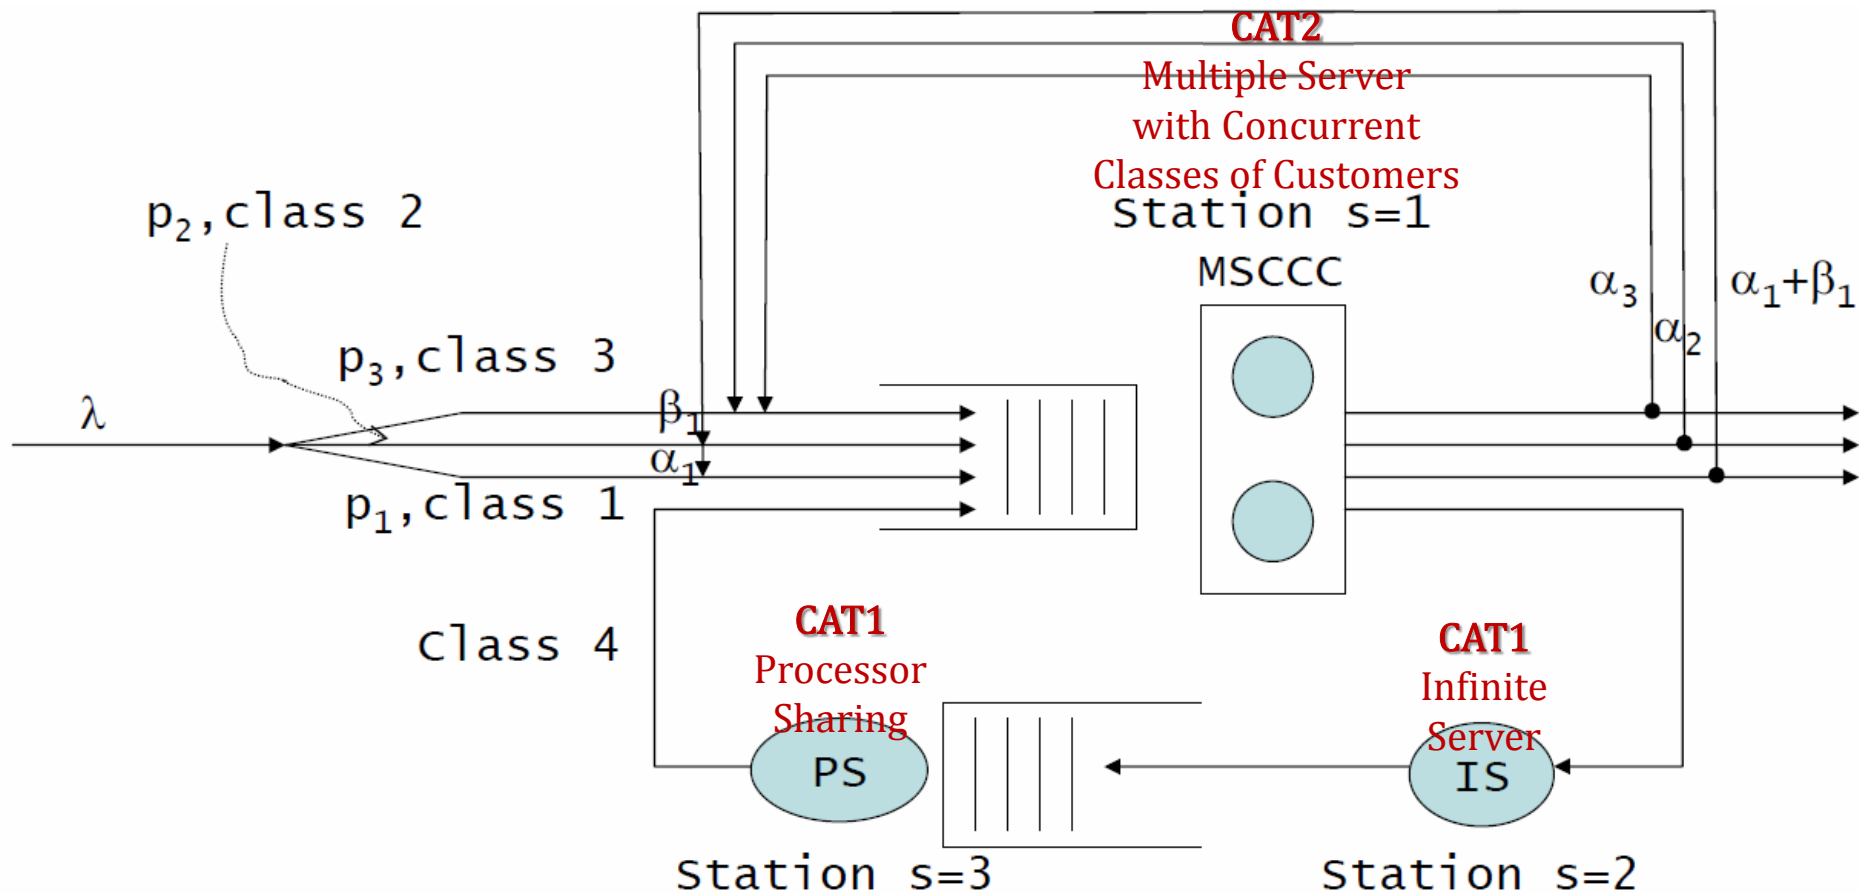 CAT2
Multiple Server
with Concurrent
Classes of Customers
Station s=1
MSCCC
p₂,class 2
p₃,class 3
λ
β₁
α₁
p₁,class 1
α₃
α₂
α₁+β₁
Class 4
CAT1
Processor
Sharing
PS
Station s=3
CAT1
Infinite
Server
IS
Station s=2